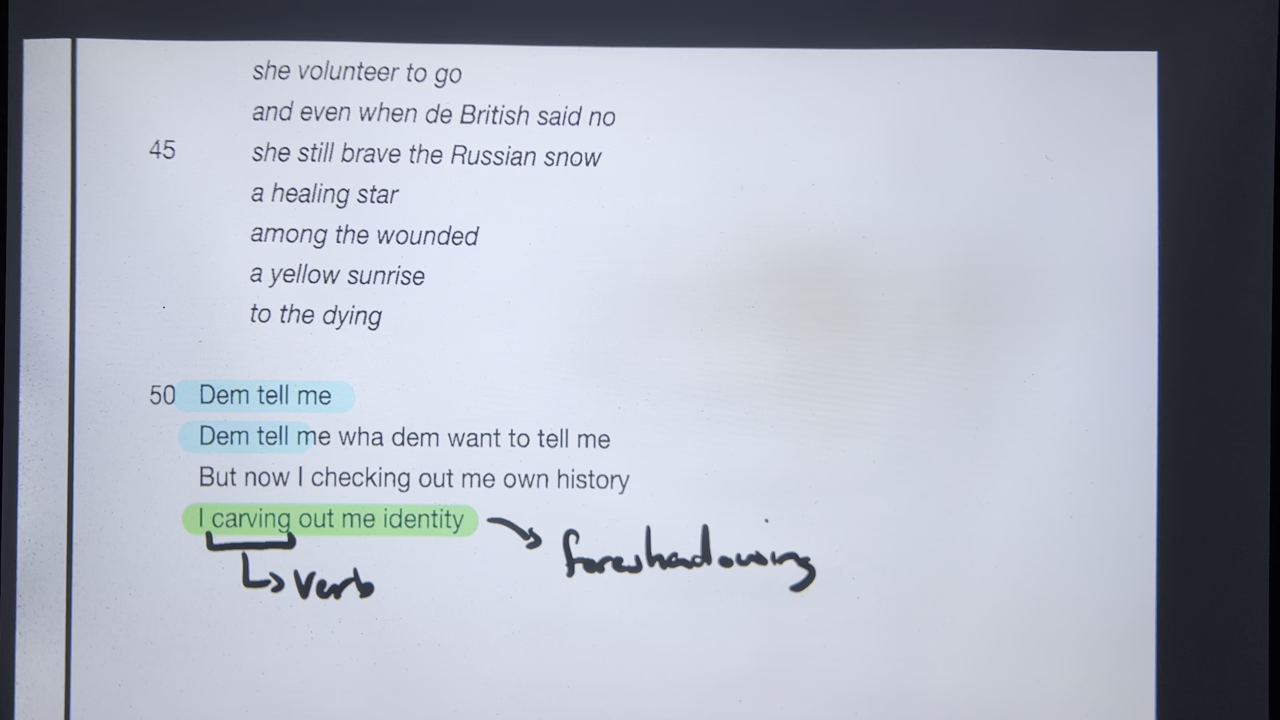 she volunteer to go
and even when de British said no
45 she still brave the Russian snow
a healing star
among the wounded
a yellow sunrise
to the dying
50 Dem tell me
Dem tell me wha dem want to tell me
But now I checking out me own history
I carving out me identity
foreshadowing
verb